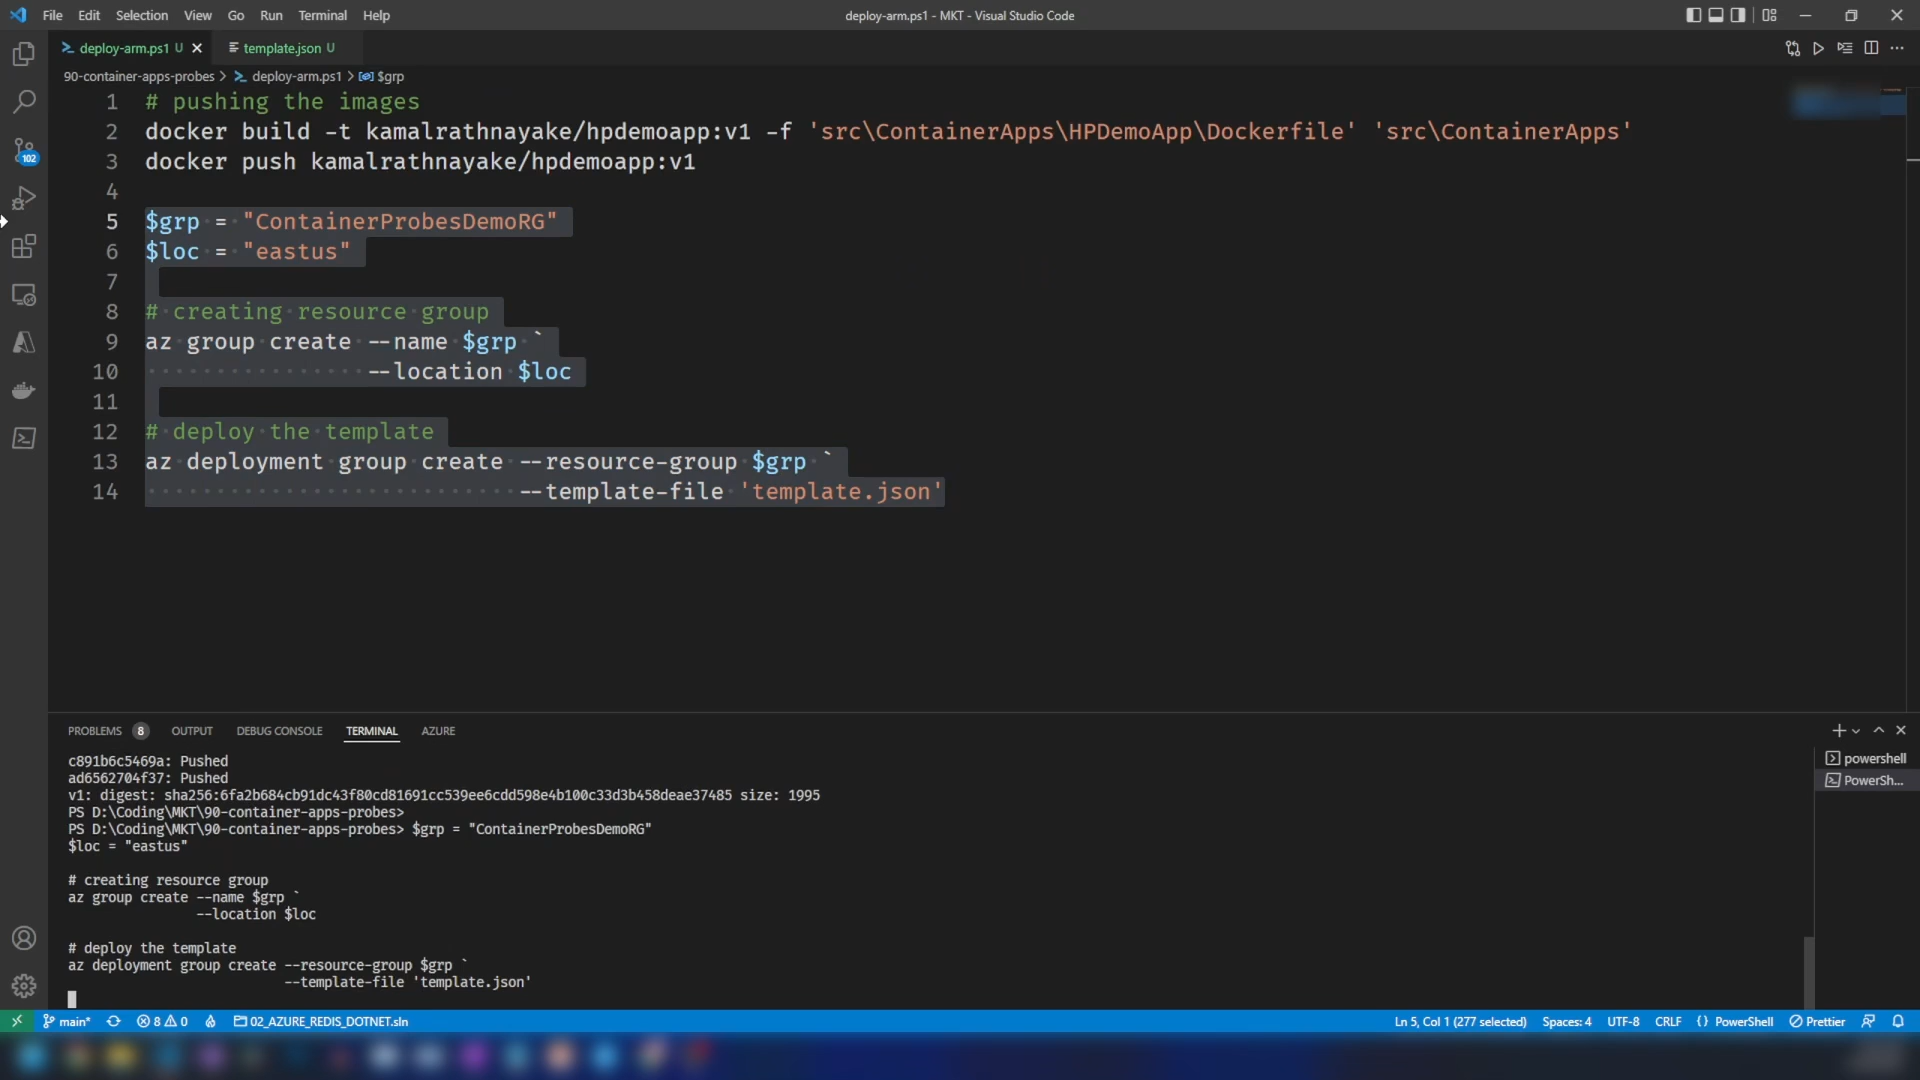 File Edit Selection View Go Run Terminal Help
deploy-arm.ps1 - MKT - Visual Studio Code
deploy-arm.ps1 U
template.json U
90-container-apps-probes > deploy-arm.ps1 > $grp
1 # pushing the images
2 docker build -t kamalrathnayake/hpdemoapp:v1 -f 'src\ContainerApps\HPDemoApp\Dockerfile' 'src\ContainerApps'
3 docker push kamalrathnayake/hpdemoapp:v1
4
5 $grp = "ContainerProbesDemoRG"
6 $loc = "eastus"
7
8 # creating resource group
9 az group create --name $grp `
10 --location $loc
11
12 # deploy the template
13 az deployment group create --resource-group $grp `
14 --template-file 'template.json'
102
PROBLEMS 8 OUTPUT DEBUG CONSOLE TERMINAL AZURE
c891b6c5469a: Pushed
ad6562704f37: Pushed
v1: digest: sha256:6fa2b684cb91dc43f80cd81691cc539ee6cdd598e4b100c33d3b458deae37485 size: 1995
PS D:\Coding\MKT\90-container-apps-probes>
PS D:\Coding\MKT\90-container-apps-probes> $grp = "ContainerProbesDemoRG"
$loc = "eastus"
# creating resource group
az group create --name $grp `
--location $loc
# deploy the template
az deployment group create --resource-group $grp `
--template-file 'template.json'
powershell
PowerSh...
main* 8 0 02_AZURE_REDIS_DOTNET.sln
Ln 5, Col 1 (277 selected) Spaces: 4 UTF-8 CRLF {} PowerShell Prettier